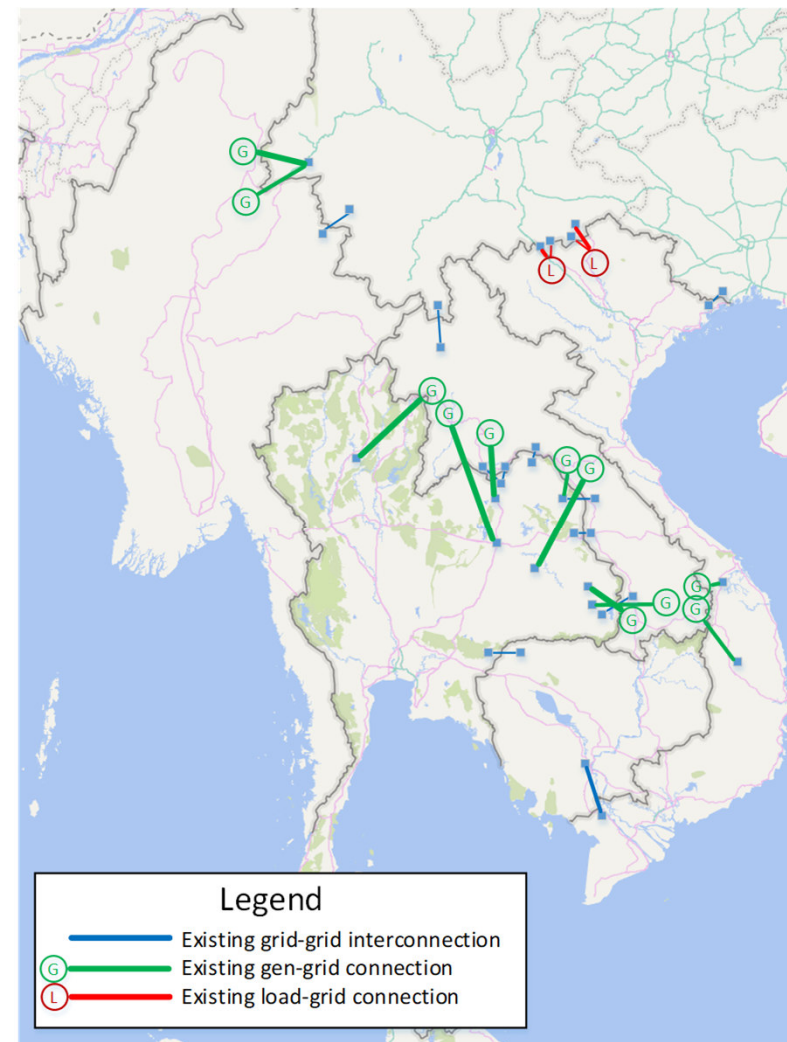 G
G
L
L
G
G
G
G
G
G
G
G
G
Legend
Existing grid-grid interconnection
G Existing gen-grid connection
L Existing load-grid connection